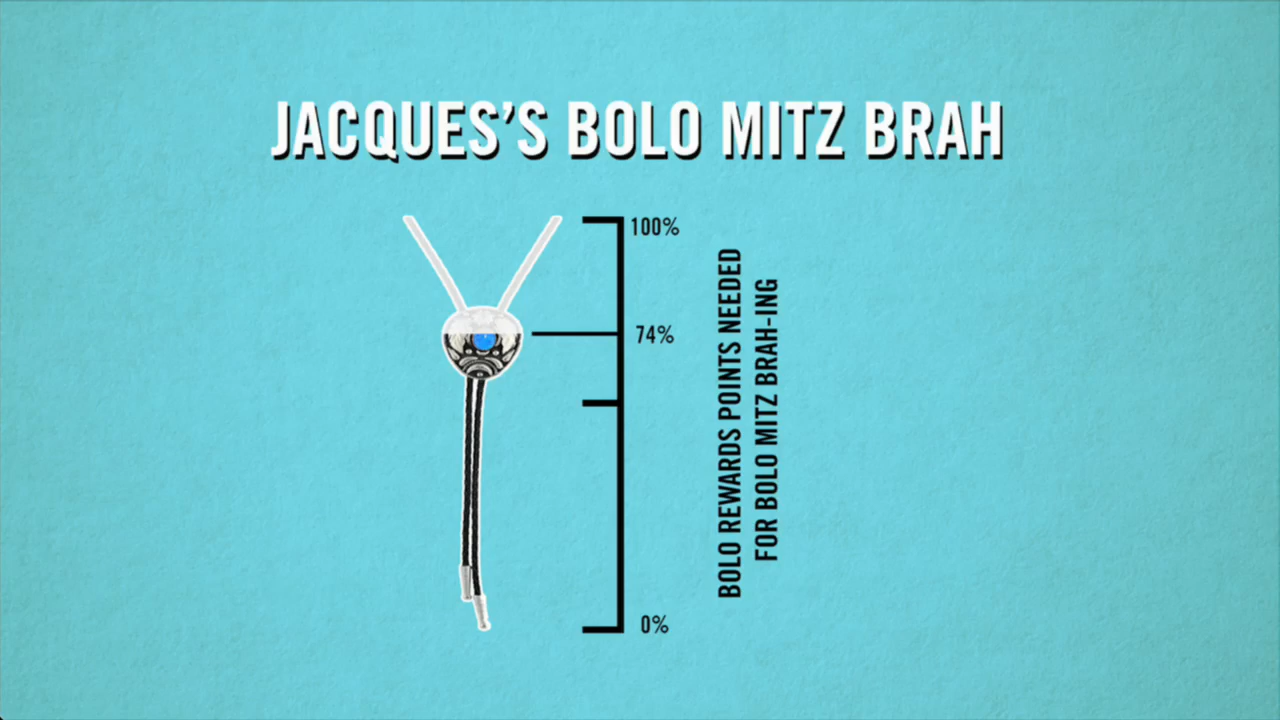 JACQUES'S BOLO MITZ BRAH
100%
74%
0%
BOLO REWARDS POINTS NEEDED
FOR BOLO MITZ BRAH-ING